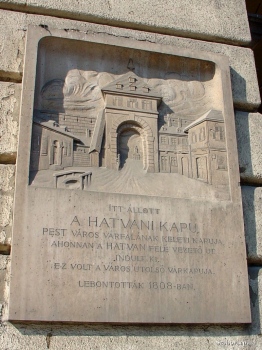 ITT ÁLLOTT
A HATVANI KAPU,
PEST VÁROS VÁRFALÁNAK KELETI KAPUJA,
AHONNAN A HATVAN FELÉ VEZETŐ ÚT
INDULT KI.
EZ VOLT A VÁROS UTOLSÓ VÁRKAPUJA.
LEBONTOTTÁK 1808-BAN.